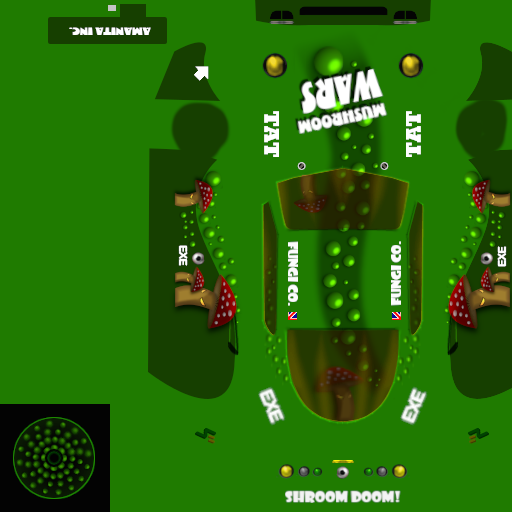 AMANITA INC.
MUSHROOM
WARS
TAT
TAT
EXE
EXE
FUNGI CO.
FUNGI CO.
EXE
EXE
SHROOM DOOM!